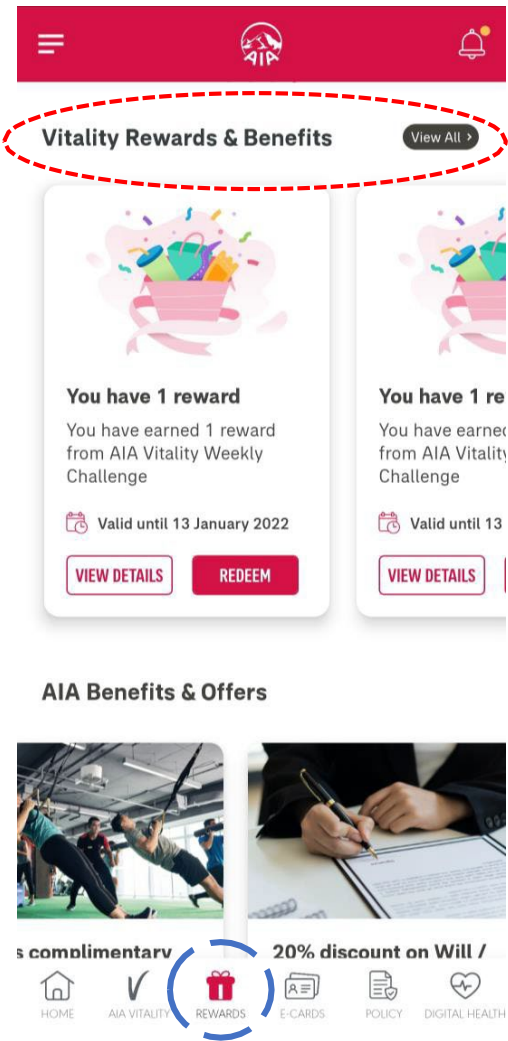 AIA
Vitality Rewards & Benefits
View All >
You have 1 reward
You have earned 1 reward
from AIA Vitality Weekly
Challenge
Valid until 13 January 2022
VIEW DETAILS
REDEEM
You have 1 re
You have earned
from AIA Vitality
Challenge
Valid until 13
VIEW DETAILS
AIA Benefits & Offers
s complimentary
20% discount on Will /
HOME
AIA VITALITY
REWARDS
E-CARDS
POLICY
DIGITAL HEALTH